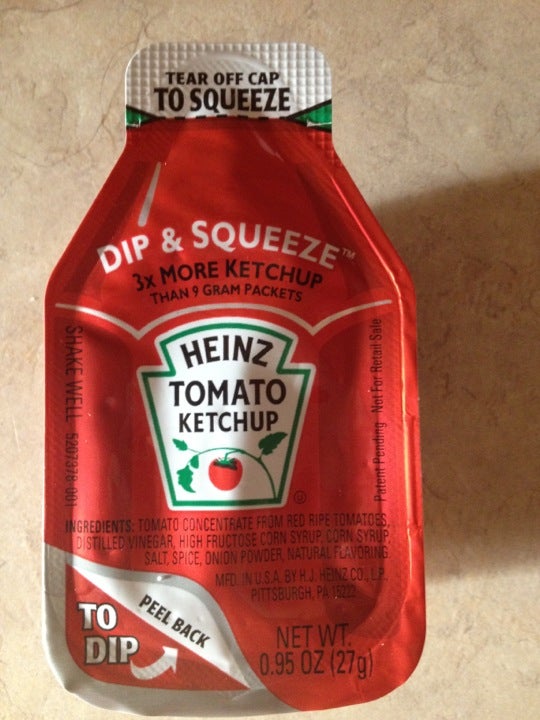 TEAR OFF CAP
TO SQUEEZE
DIP & SQUEEZE™
3x MORE KETCHUP
THAN 9 GRAM PACKETS
HEINZ
TOMATO
KETCHUP
SHAKE WELL 5207378-001
Patent Pending Not For Retail Sale
INGREDIENTS: TOMATO CONCENTRATE FROM RED RIPE TOMATOES,
DISTILLED VINEGAR, HIGH FRUCTOSE CORN SYRUP, CORN SYRUP,
SALT, SPICE, ONION POWDER, NATURAL FLAVORING.
MFD. IN U.S.A. BY H.J. HEINZ CO., L.P.
PITTSBURGH, PA 15222
PEEL BACK
TO
DIP
NET WT.
0.95 OZ (27g)